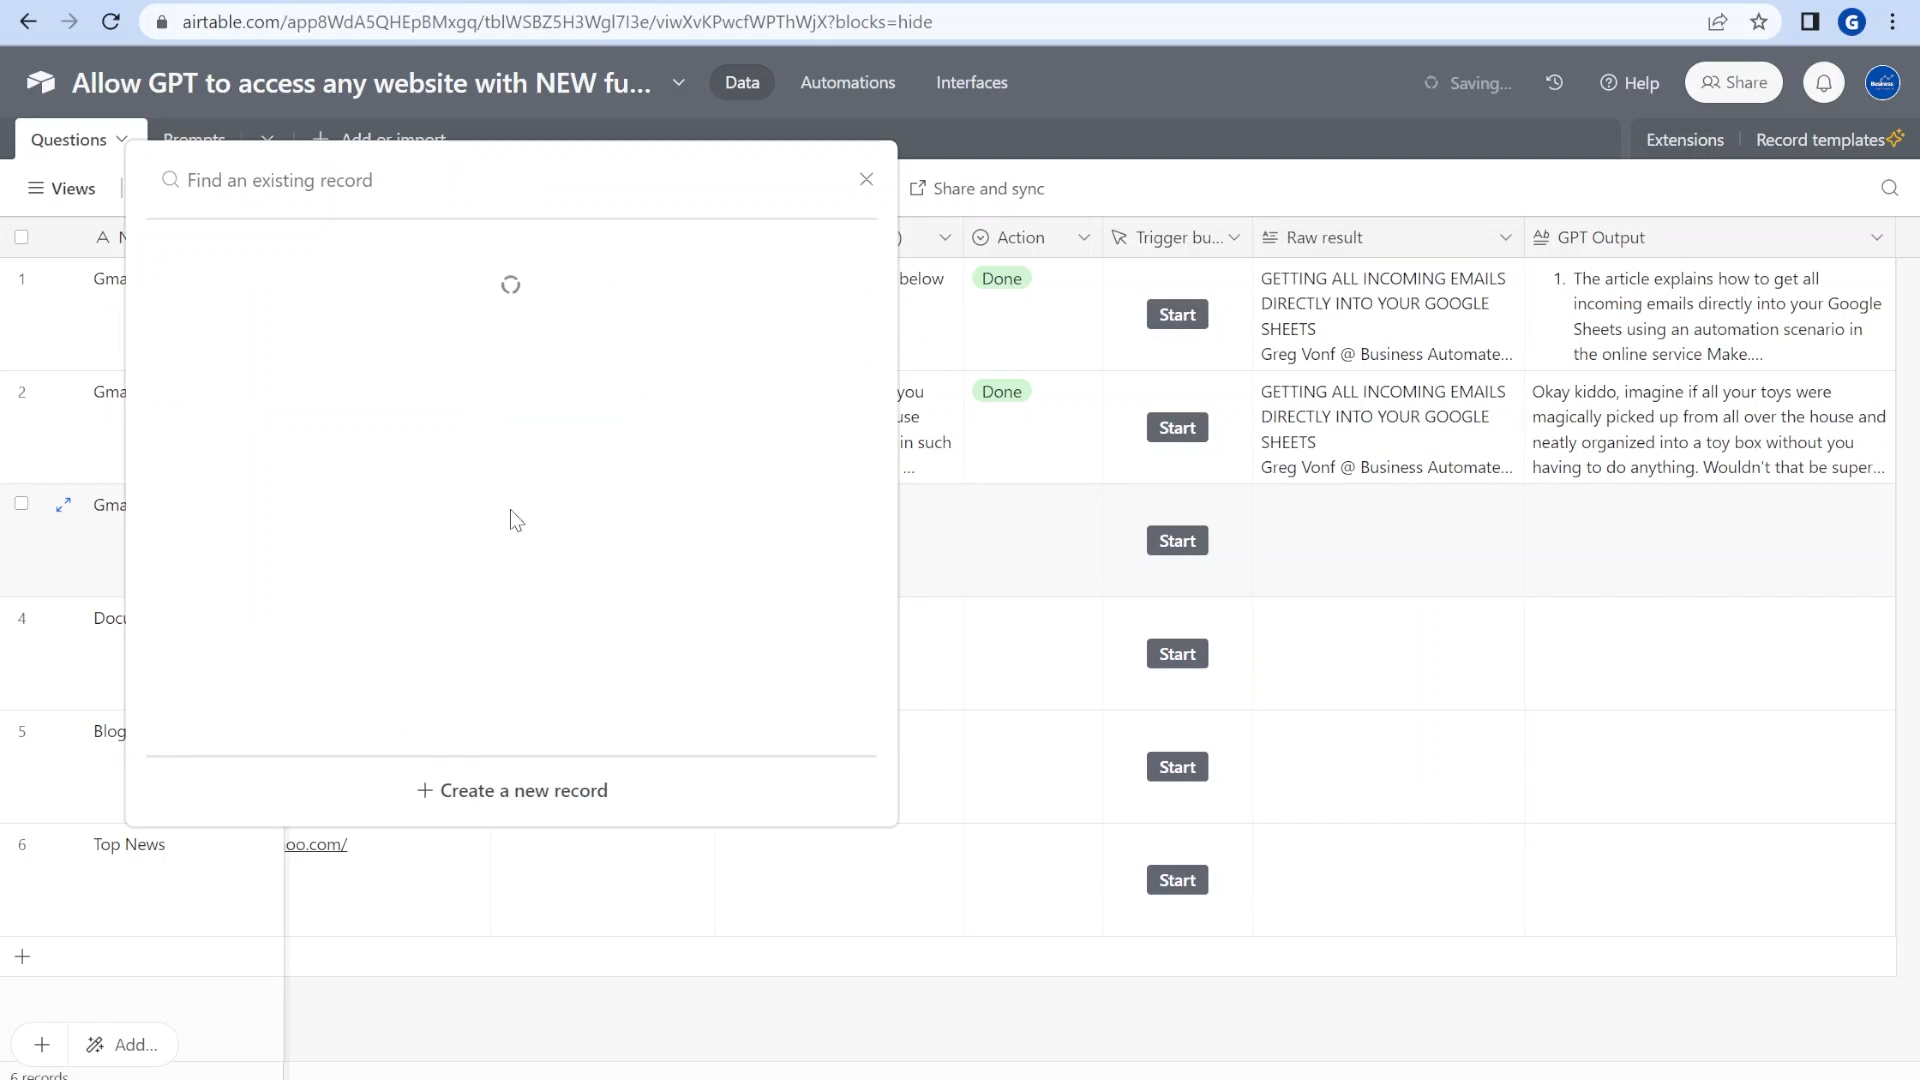 airtable.com/app8WdA5QHEpBMxgq/tblWSBZ5H3Wgl7I3e/viwXvKPwcfWPThWjX?blocks=hide
G
Allow GPT to access any website with NEW fu...
Data
Automations
Interfaces
Saving...
Help
Share
Business
Questions
Prompts
Add or import
Extensions
Record templates
Views
Find an existing record
Share and sync
Action
Trigger bu...
Raw result
GPT Output
1
Gma
below
Done
Start
GETTING ALL INCOMING EMAILS
DIRECTLY INTO YOUR GOOGLE
SHEETS
Greg Vonf @ Business Automate...
1. The article explains how to get all
incoming emails directly into your Google
Sheets using an automation scenario in
the online service Make....
2
Gma
you
use
in such
...
Done
Start
GETTING ALL INCOMING EMAILS
DIRECTLY INTO YOUR GOOGLE
SHEETS
Greg Vonf @ Business Automate...
Okay kiddo, imagine if all your toys were
magically picked up from all over the house and
neatly organized into a toy box without you
having to do anything. Wouldn't that be super...
Gma
Start
4
Docu
Start
5
Blog
Start
+ Create a new record
6
Top News
oo.com/
Start
+
+
Add...
6 records